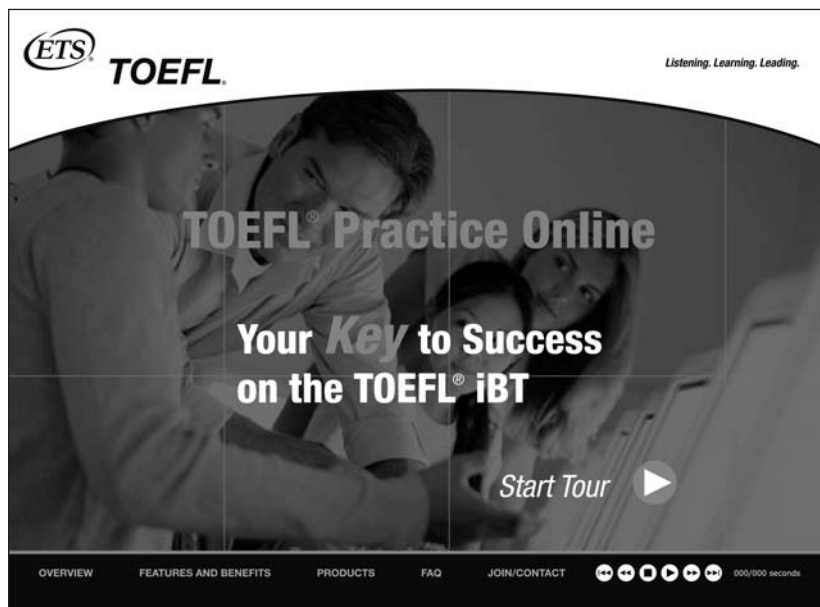 ETS®
TOEFL®
Listening. Learning. Leading.
TOEFL® Practice Online
Your Key to Success
on the TOEFL® iBT
Start Tour
OVERVIEW FEATURES AND BENEFITS PRODUCTS FAQ JOIN/CONTACT 000/000 seconds